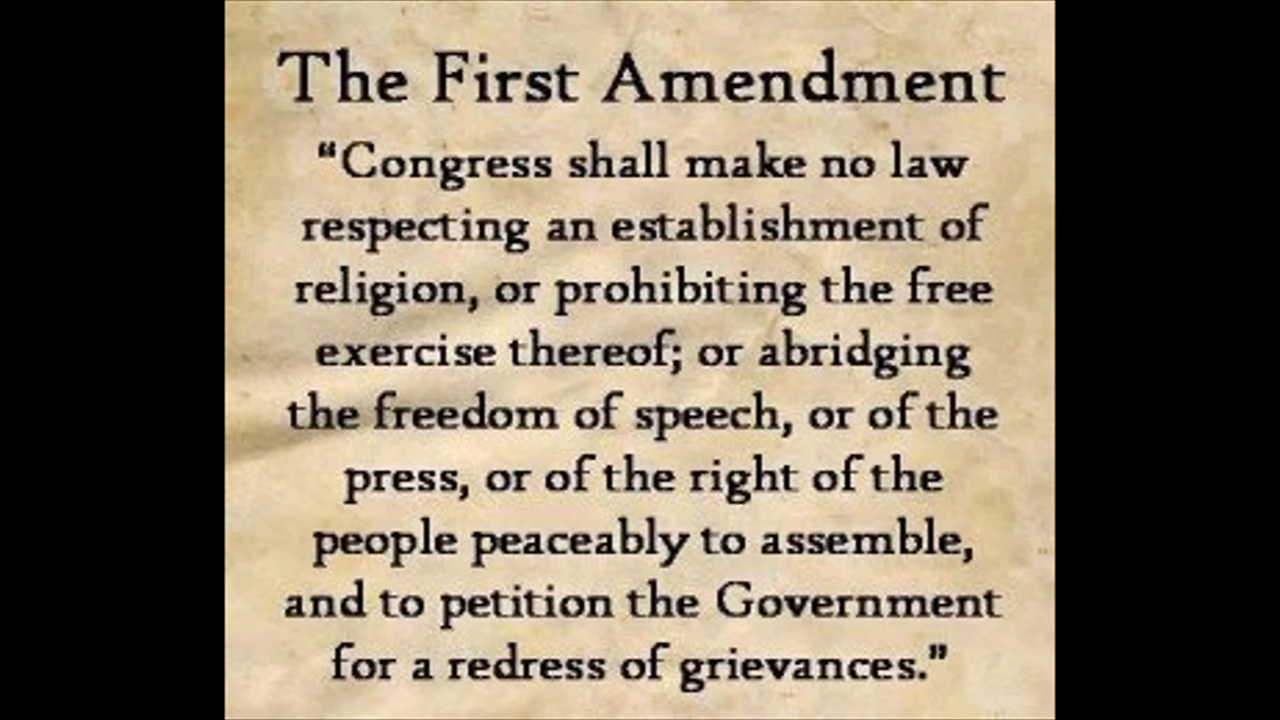 The First Amendment
“Congress shall make no law
respecting an establishment of
religion, or prohibiting the free
exercise thereof; or abridging
the freedom of speech, or of the
press, or of the right of the
people peaceably to assemble,
and to petition the Government
for a redress of grievances.”